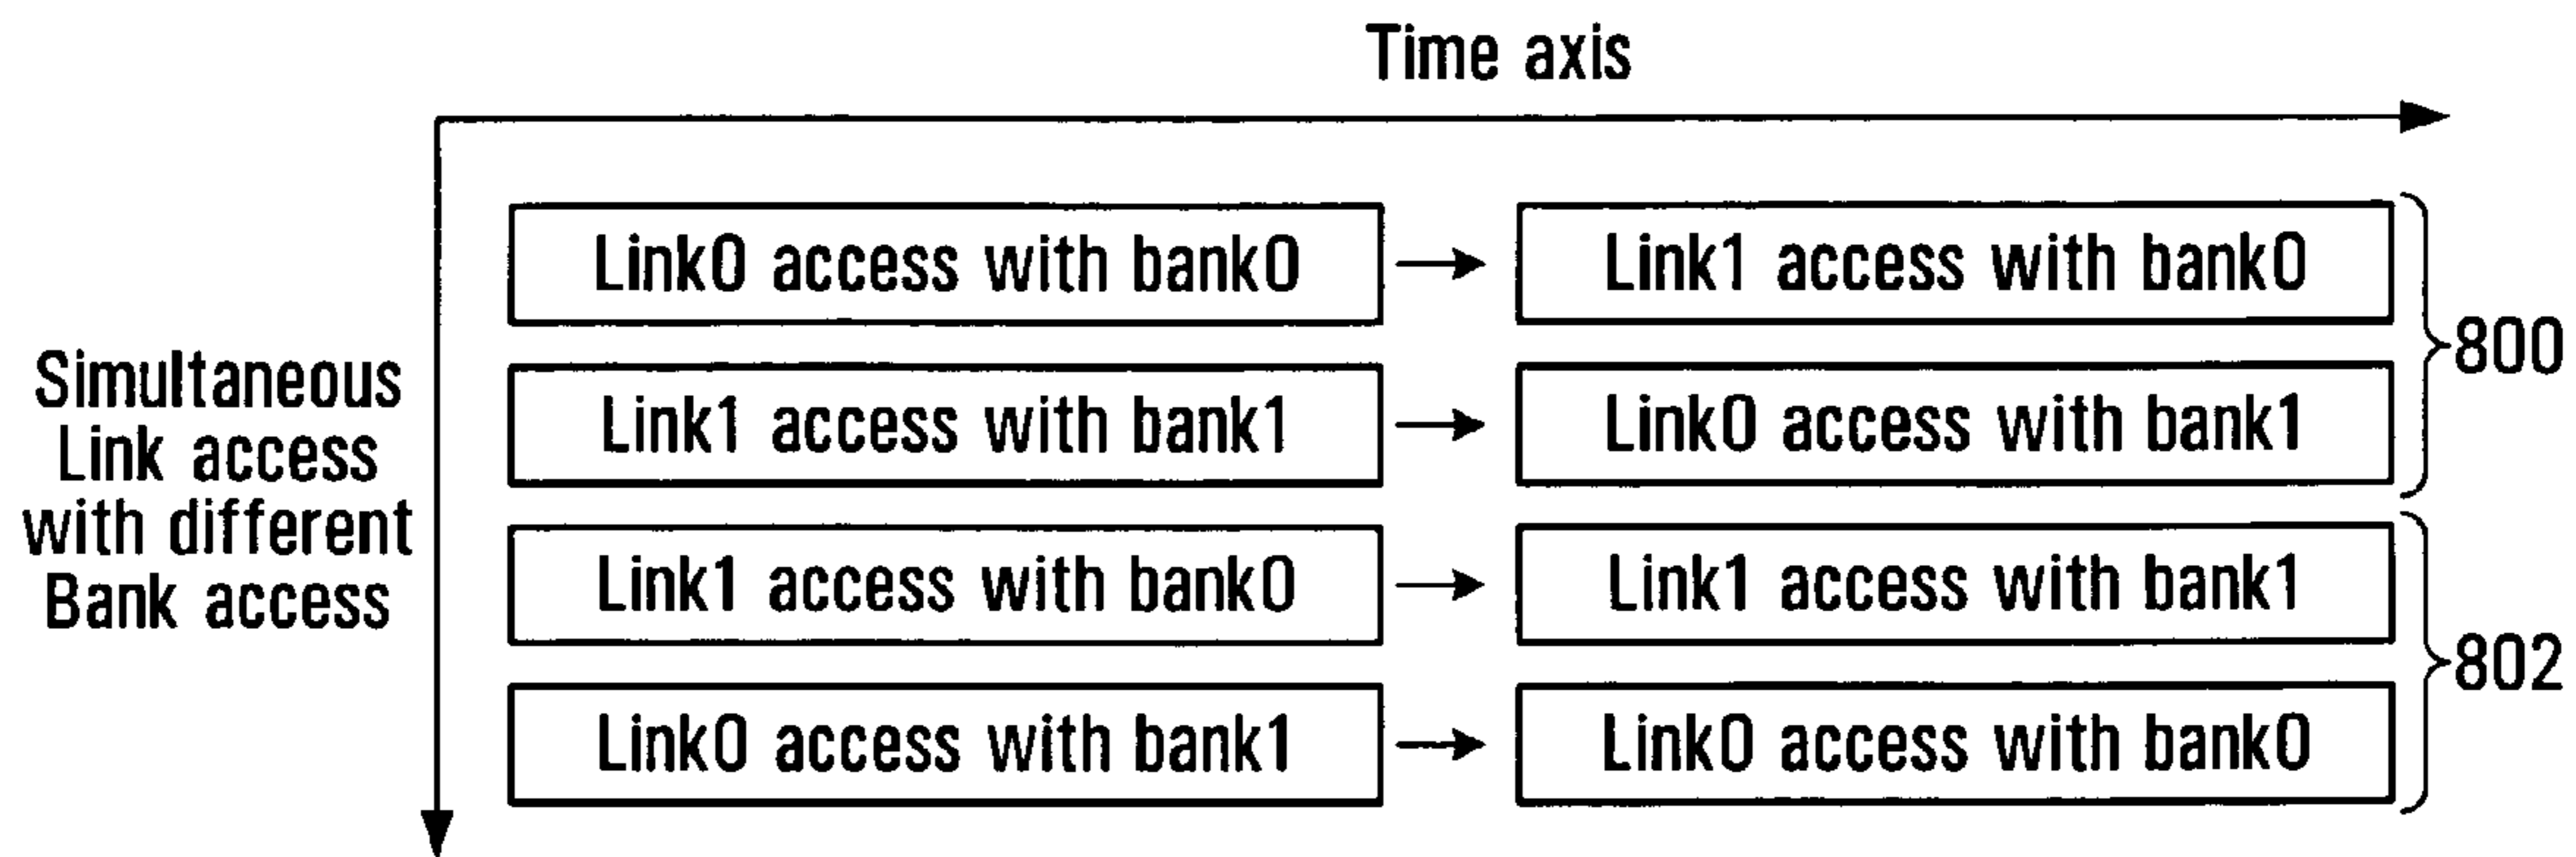 Time axis
Simultaneous
Link access
with different
Bank access
Link0 access with bank0
Link1 access with bank0
Link1 access with bank1
Link0 access with bank1
800
Link1 access with bank0
Link1 access with bank1
Link0 access with bank1
Link0 access with bank0
802